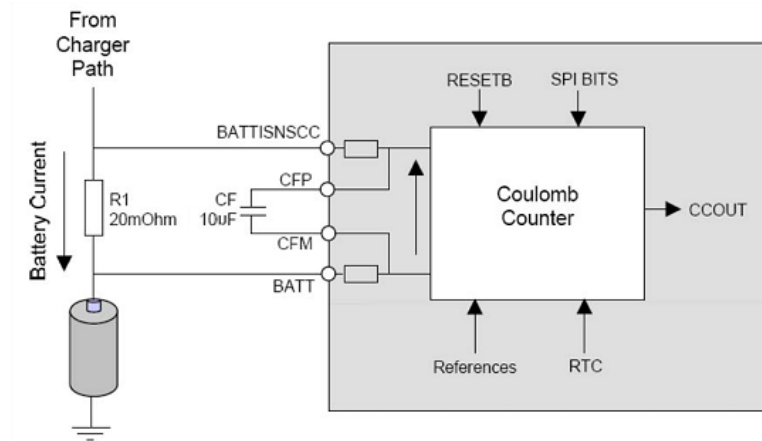 From
Charger
Path
RESETB
SPI BITS
BATTISNSCC
CFP
Battery Current
R1
20mOhm
CF
10uF
Coulomb
Counter
CCOUT
CFM
BATT
References
RTC